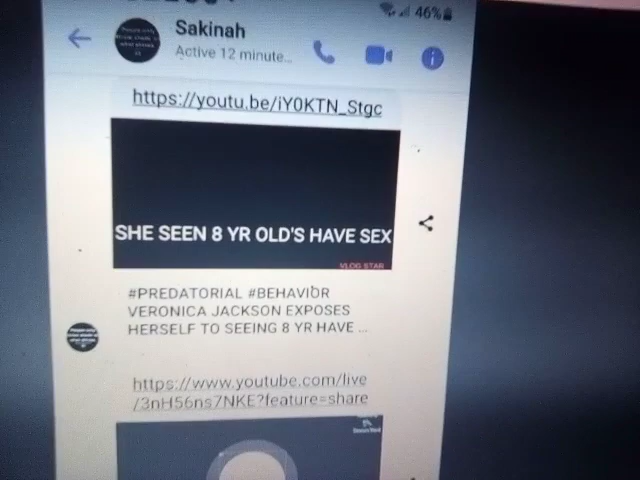 46%
Sakinah
Active 12 minute...
https://youtu.be/iY0KTN_Stgc
SHE SEEN 8 YR OLD'S HAVE SEX
VLOG STAR
#PREDATORIAL #BEHAVIOR
VERONICA JACKSON EXPOSES
HERSELF TO SEEING 8 YR HAVE ...
https://www.youtube.com/live
/3nH56ns7NKE?feature=share